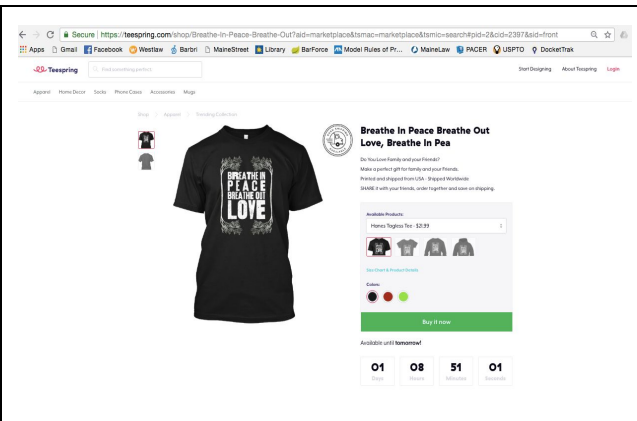 Secure | https://teespring.com/shop/Breathe-In-Peace-Breathe-Out?aid=marketplace&tsmac=marketplace&tsmic=search#pid=2&cid=2397&sid=front
Apps Gmail Facebook Westlaw Barbri MaineStreet Library BarForce Model Rules of Pr... MaineLaw PACER USPTO DocketTrak
Teespring Find something perfect Start Designing About Teespring Login
Apparel Home Decor Socks Phone Cases Accessories Mugs
Shop Apparel Trending Collection
BREATHE IN
PEACE
BREATHE OUT
LOVE
Breathe In Peace Breathe Out
Love, Breathe In Pea
Do You Love Family and your Friends?
Make a perfect gift for family and your Friends.
Printed and shipped from USA - Shipped Worldwide
SHARE it with your friends, order together and save on shipping.
Available Products:
Hanes Tagless Tee - $21.99
Size Chart & Product Details
Colors:
Buy it now
Available until tomorrow!
01 08 51 01
Days Hours Minutes Seconds